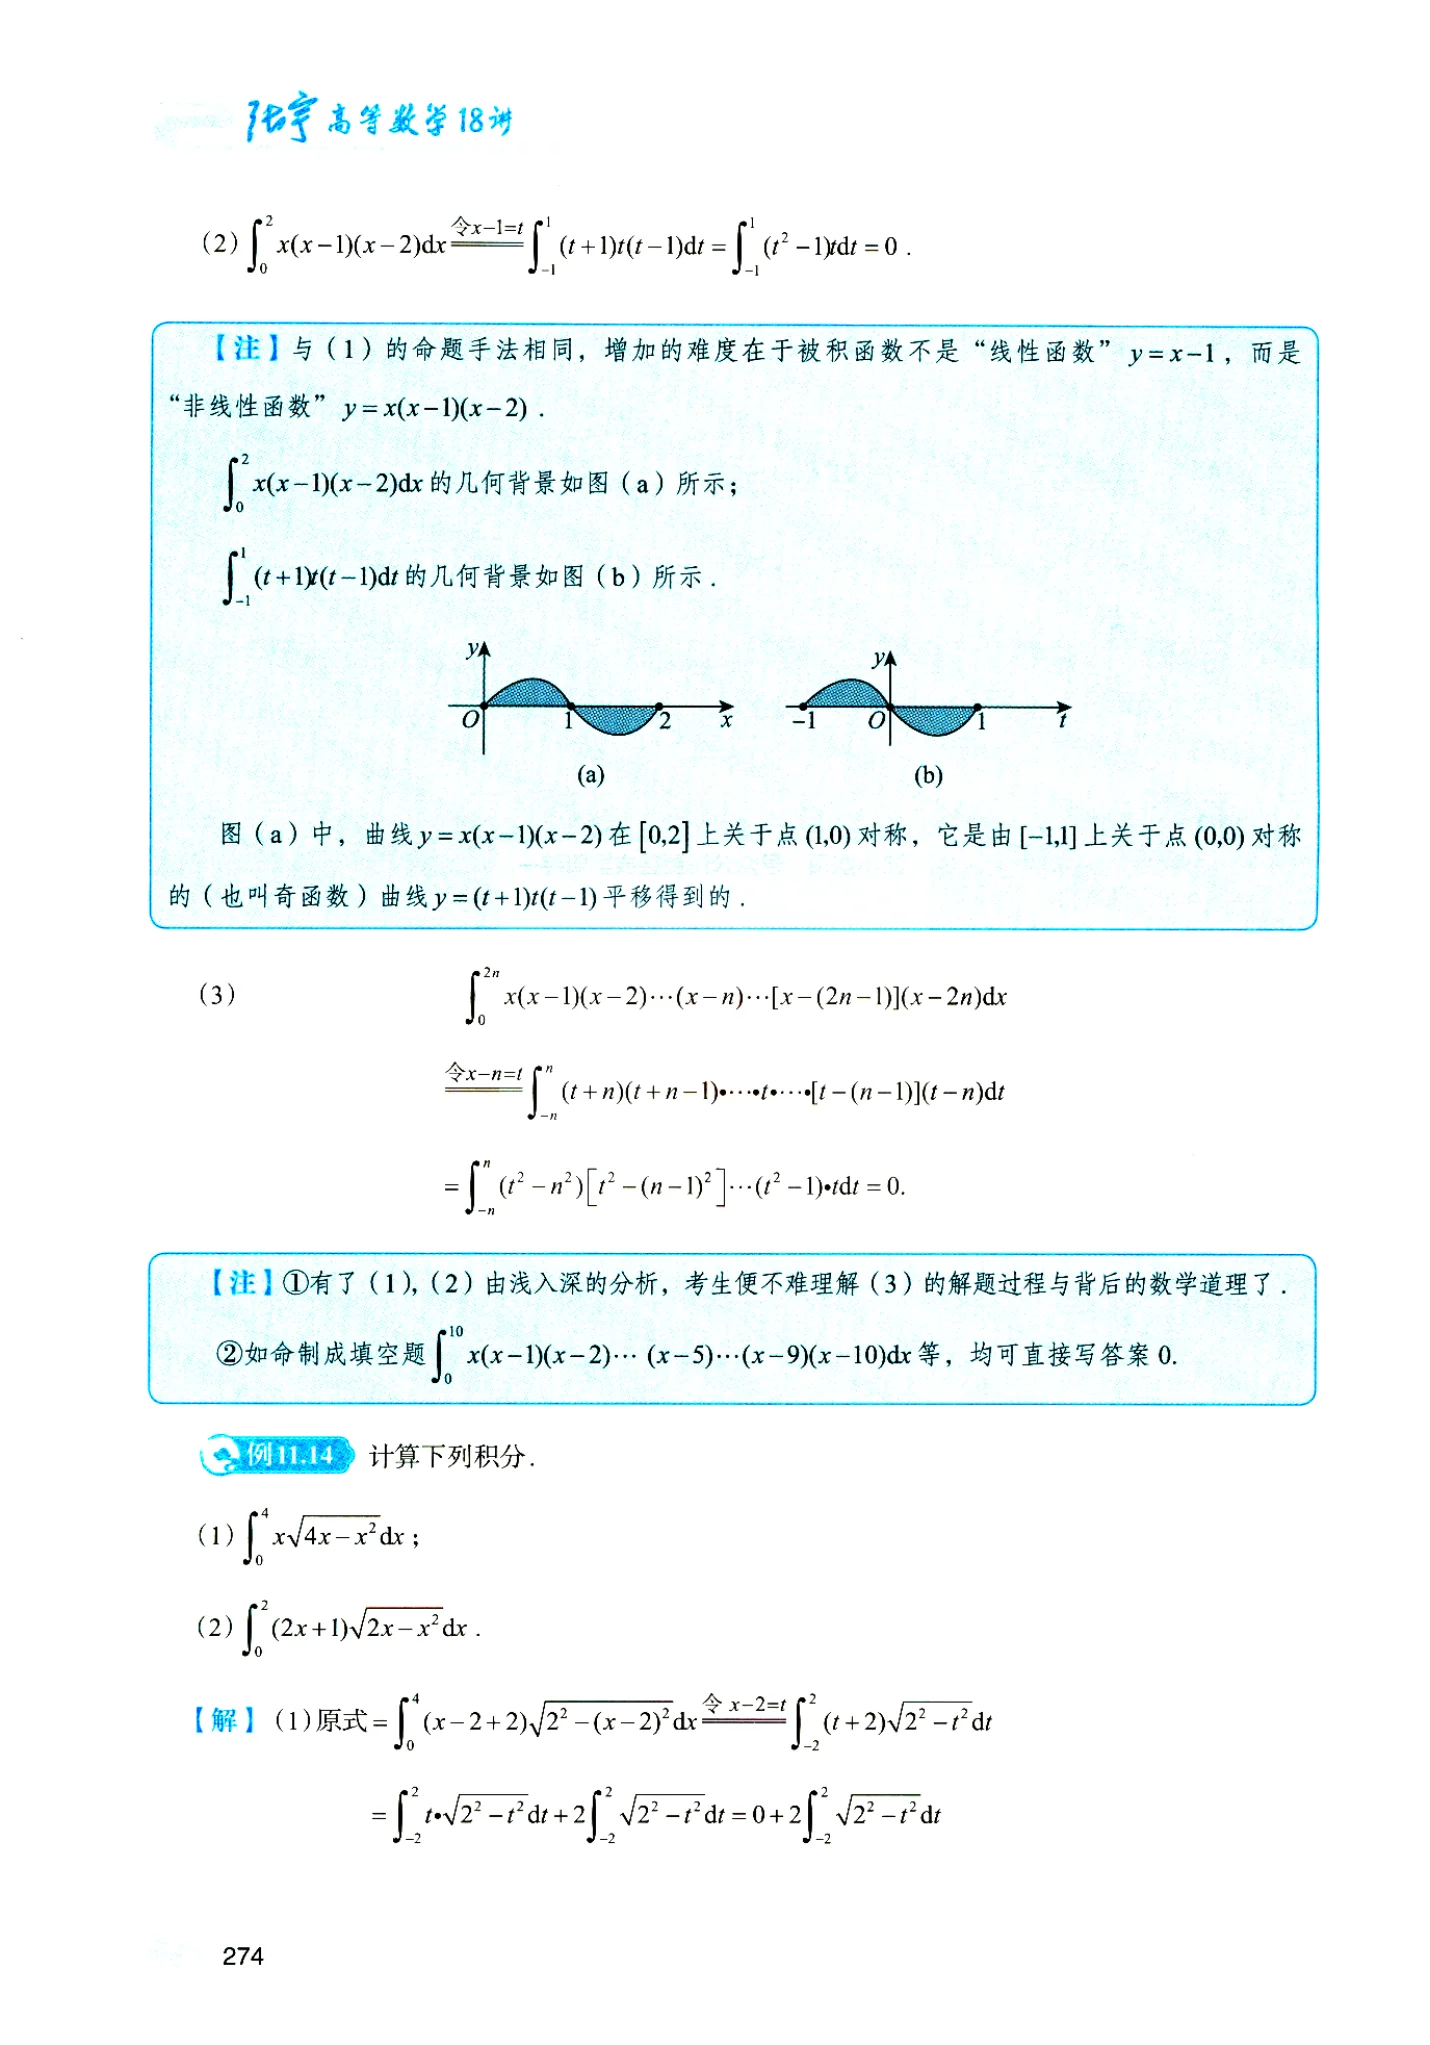 张宇高等数学18讲
(2) $\int_0^2 x(x-1)(x-2)\mathrm{d}x \xlongequal{令x-1=t} \int_{-1}^1 (t+1)t(t-1)\mathrm{d}t = \int_{-1}^1 (t^2-1)t\mathrm{d}t = 0$ .
【注】与（1）的命题手法相同，增加的难度在于被积函数不是“线性函数” $y=x-1$ ，而是
“非线性函数” $y=x(x-1)(x-2)$ .
$\int_0^2 x(x-1)(x-2)\mathrm{d}x$ 的几何背景如图（a）所示；
$\int_{-1}^1 (t+1)t(t-1)\mathrm{d}t$ 的几何背景如图（b）所示 .
y O 1 2 x
(a)
y -1 O 1 t
(b)
图（a）中，曲线 $y=x(x-1)(x-2)$ 在 $[0,2]$ 上关于点 $(1,0)$ 对称，它是由 $[-1,1]$ 上关于点 $(0,0)$ 对称
的（也叫奇函数）曲线 $y=(t+1)t(t-1)$ 平移得到的 .
(3) $\int_0^{2n} x(x-1)(x-2)\cdots(x-n)\cdots[x-(2n-1)](x-2n)\mathrm{d}x$
$\xlongequal{令x-n=t} \int_{-n}^n (t+n)(t+n-1)\bullet\cdots\bullet t\bullet\cdots\bullet[t-(n-1)](t-n)\mathrm{d}t$
$= \int_{-n}^n (t^2-n^2)[t^2-(n-1)^2]\cdots(t^2-1)\bullet t\mathrm{d}t = 0.$
【注】①有了（1），（2）由浅入深的分析，考生便不难理解（3）的解题过程与背后的数学道理了 .
②如命制成填空题 $\int_0^{10} x(x-1)(x-2)\cdots(x-5)\cdots(x-9)(x-10)\mathrm{d}x$ 等，均可直接写答案 0.
例11.14 计算下列积分 .
(1) $\int_0^4 x\sqrt{4x-x^2}\mathrm{d}x$ ；
(2) $\int_0^2 (2x+1)\sqrt{2x-x^2}\mathrm{d}x$ .
【解】 (1)原式 $= \int_0^4 (x-2+2)\sqrt{2^2-(x-2)^2}\mathrm{d}x \xlongequal{令 x-2=t} \int_{-2}^2 (t+2)\sqrt{2^2-t^2}\mathrm{d}t$
$= \int_{-2}^2 t\bullet\sqrt{2^2-t^2}\mathrm{d}t + 2\int_{-2}^2 \sqrt{2^2-t^2}\mathrm{d}t = 0 + 2\int_{-2}^2 \sqrt{2^2-t^2}\mathrm{d}t$
274